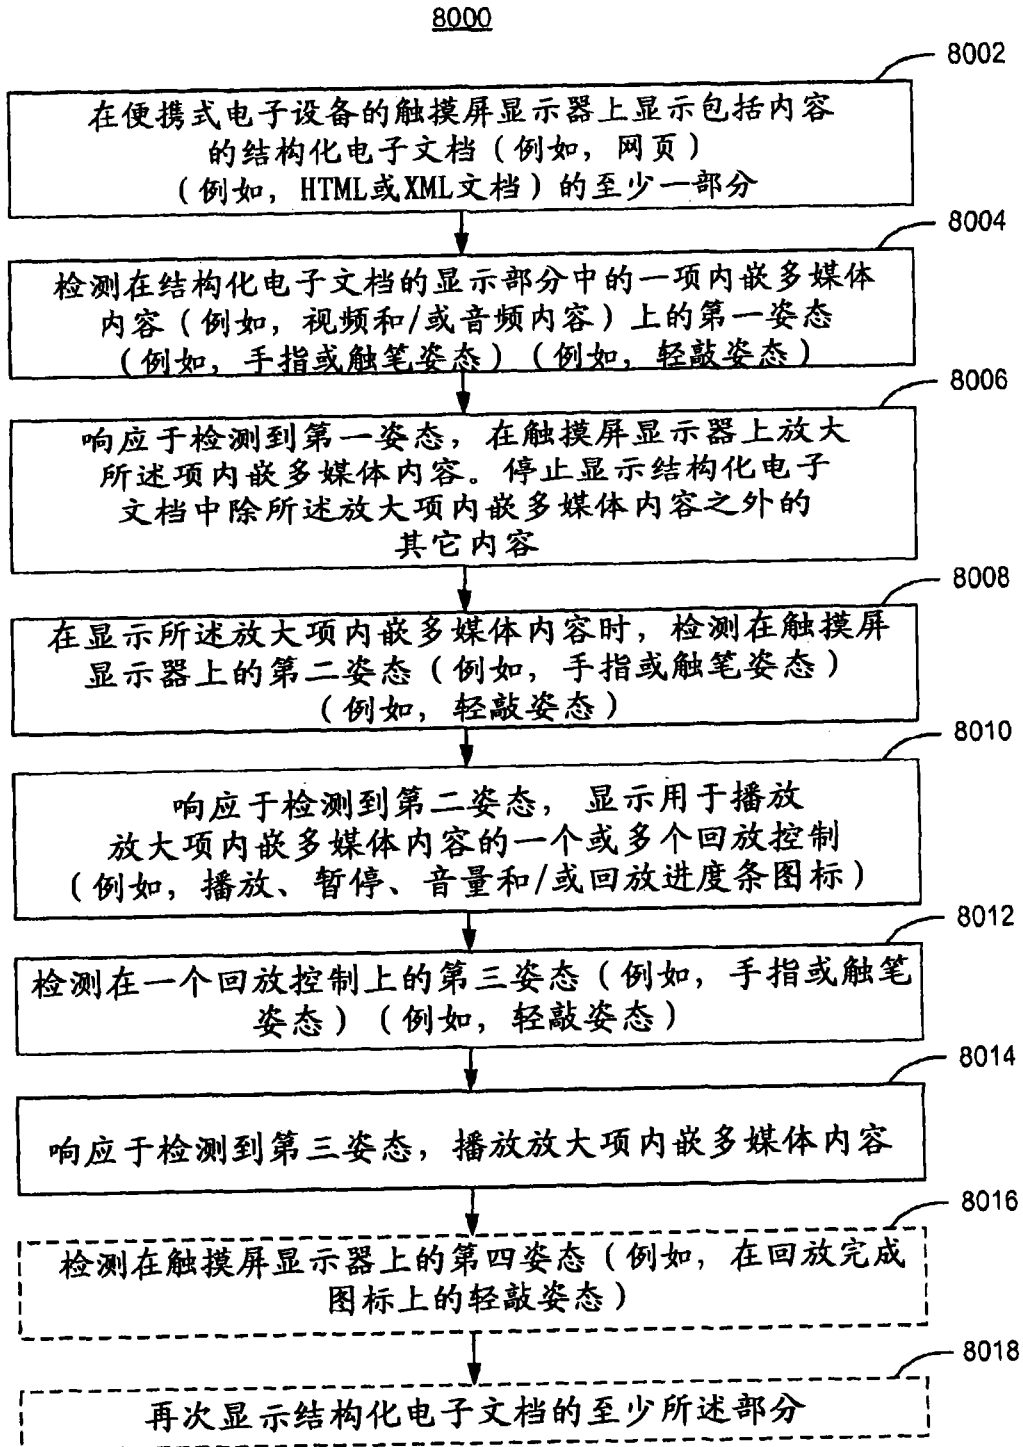 8000
8002
在便携式电子设备的触摸屏显示器上显示包括内容
的结构化电子文档(例如,网页)
(例如,HTML或XML文档)的至少一部分
8004
检测在结构化电子文档的显示部分中的一项内嵌多媒体
内容(例如,视频和/或音频内容)上的第一姿态
(例如,手指或触笔姿态)(例如,轻敲姿态)
8006
响应于检测到第一姿态,在触摸屏显示器上放大
所述项内嵌多媒体内容。停止显示结构化电子
文档中除所述放大项内嵌多媒体内容之外的
其它内容
8008
在显示所述放大项内嵌多媒体内容时,检测在触摸屏
显示器上的第二姿态(例如,手指或触笔姿态)
(例如,轻敲姿态)
8010
响应于检测到第二姿态,显示用于播放
放大项内嵌多媒体内容的一个或多个回放控制
(例如,播放、暂停、音量和/或回放进度条图标)
8012
检测在一个回放控制上的第三姿态(例如,手指或触笔
姿态)(例如,轻敲姿态)
8014
响应于检测到第三姿态,播放放大项内嵌多媒体内容
8016
检测在触摸屏显示器上的第四姿态(例如,在回放完成
图标上的轻敲姿态)
8018
再次显示结构化电子文档的至少所述部分